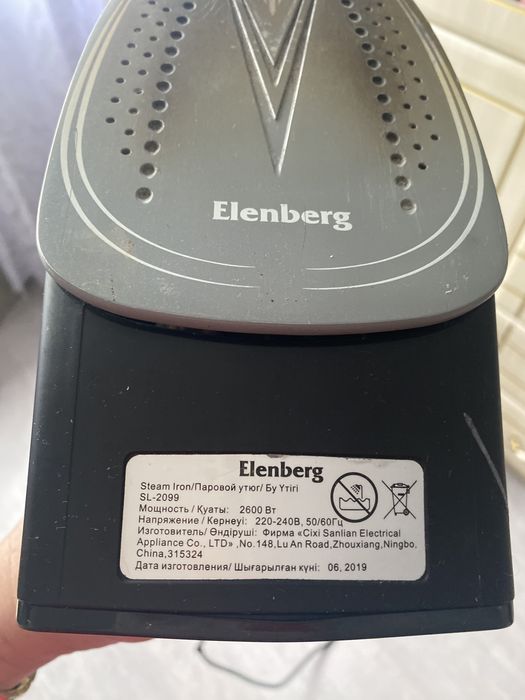 Elenberg
Elenberg
Steam Iron/Паровой утюг/ Бу Үтігі
SL-2099
Мощность / Қуаты: 2600 Вт
Напряжение / Кернеуі: 220-240В, 50/60Гц
Изготовитель/ Өндіруші: Фирма «Cixi Sanlian Electrical
Appliance Co., LTD» ,No.148,Lu An Road,Zhouxiang,Ningbo,
China,315324
Дата изготовления/ Шығарылған күні: 06, 2019